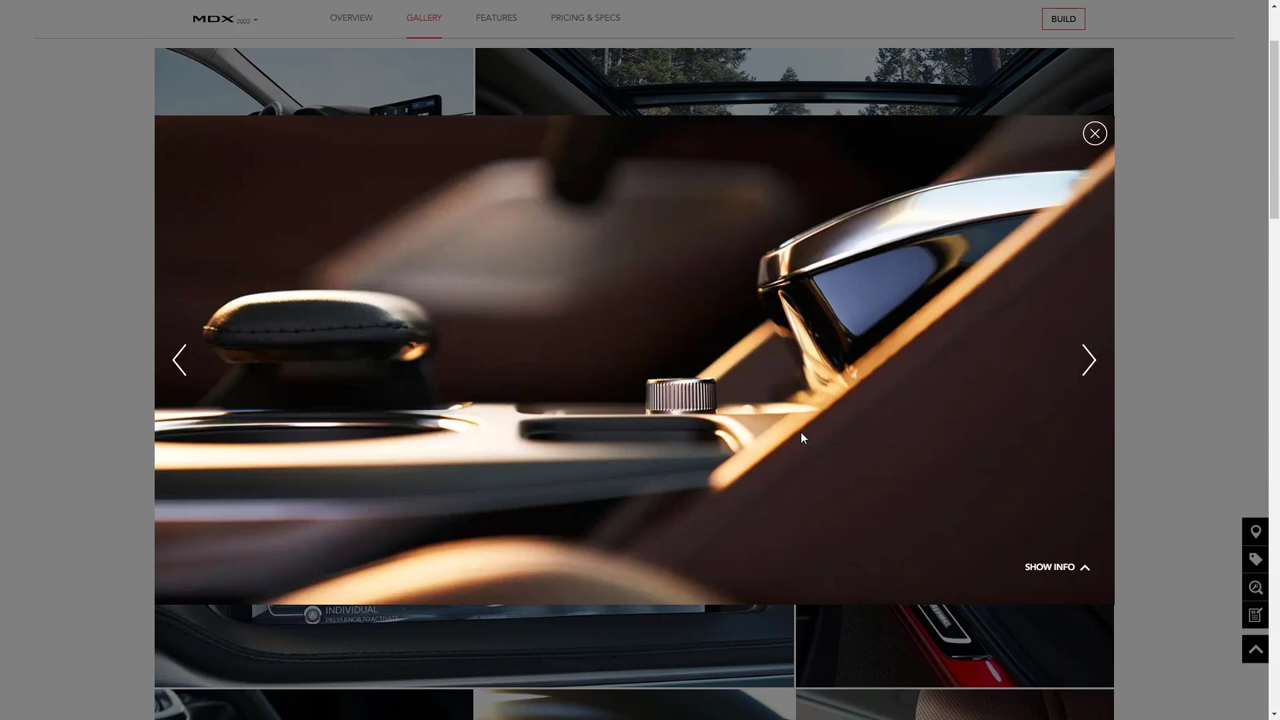 MDX 2022
OVERVIEW
GALLERY
FEATURES
PRICING & SPECS
BUILD
SHOW INFO
INDIVIDUAL
PRESS KNOB TO ACTIVATE